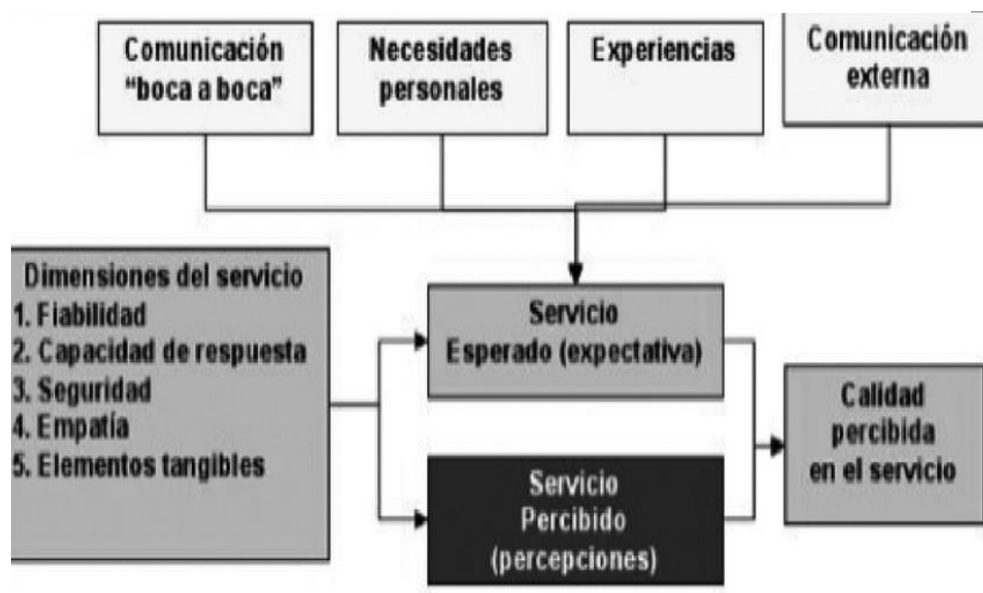 Comunicación
“boca a boca”
Necesidades
personales
Experiencias
Comunicación
externa
Dimensiones del servicio
1. Fiabilidad
2. Capacidad de respuesta
3. Seguridad
4. Empatía
5. Elementos tangibles
Servicio
Esperado (expectativa)
Servicio
Percibido
(percepciones)
Calidad
percibida
en el servicio